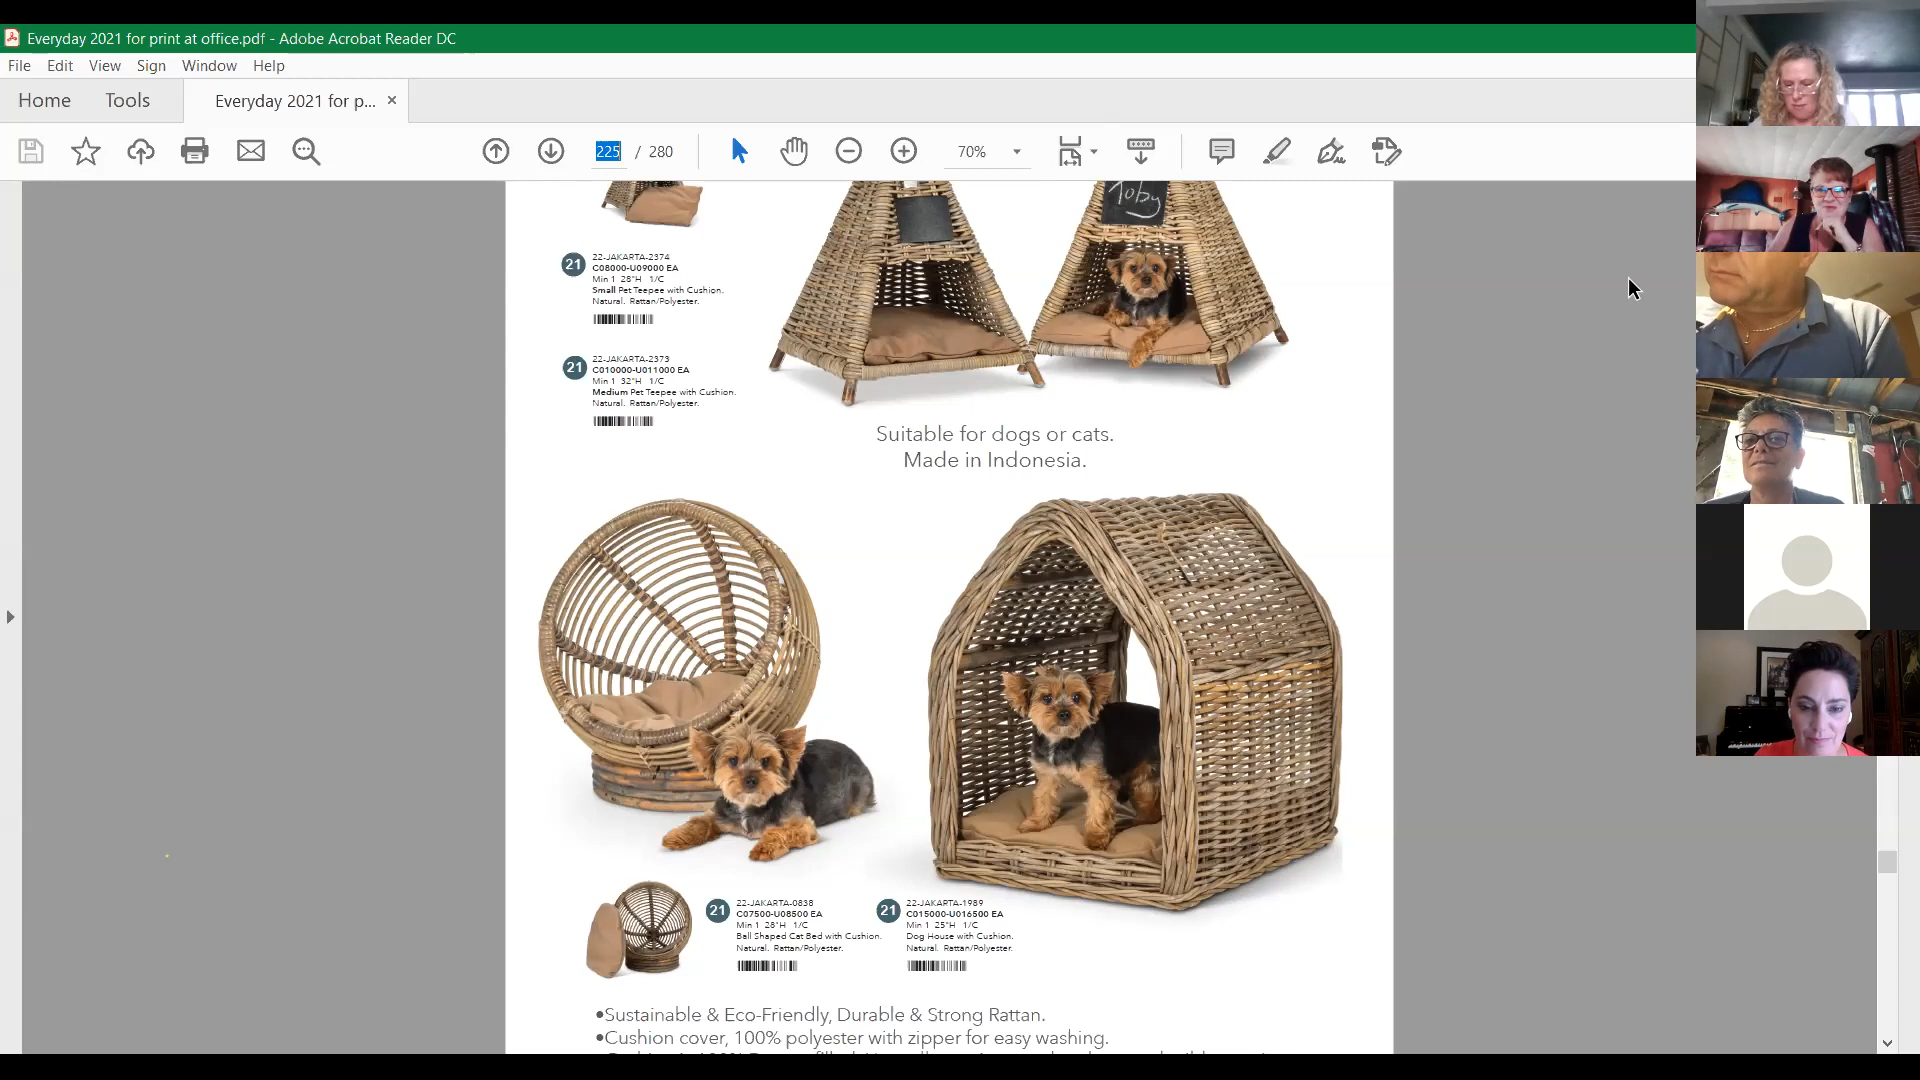 Everyday 2021 for print at office.pdf - Adobe Acrobat Reader DC
File Edit View Sign Window Help
Home Tools Everyday 2021 for p... ×
225 / 280 70%
Toby
21 22-JAKARTA-2374
C08000-U09000 EA
Min 1 28"H 1/C
Small Pet Teepee with Cushion.
Natural. Rattan/Polyester.
21 22-JAKARTA-2373
C010000-U011000 EA
Min 1 32"H 1/C
Medium Pet Teepee with Cushion.
Natural. Rattan/Polyester.
Suitable for dogs or cats.
Made in Indonesia.
21 22-JAKARTA-0838
C07500-U08500 EA
Min 1 28"H 1/C
Ball Shaped Cat Bed with Cushion.
Natural. Rattan/Polyester.
21 22-JAKARTA-1989
C015000-U016500 EA
Min 1 25"H 1/C
Dog House with Cushion.
Natural. Rattan/Polyester.
•Sustainable & Eco-Friendly, Durable & Strong Rattan.
•Cushion cover, 100% polyester with zipper for easy washing.